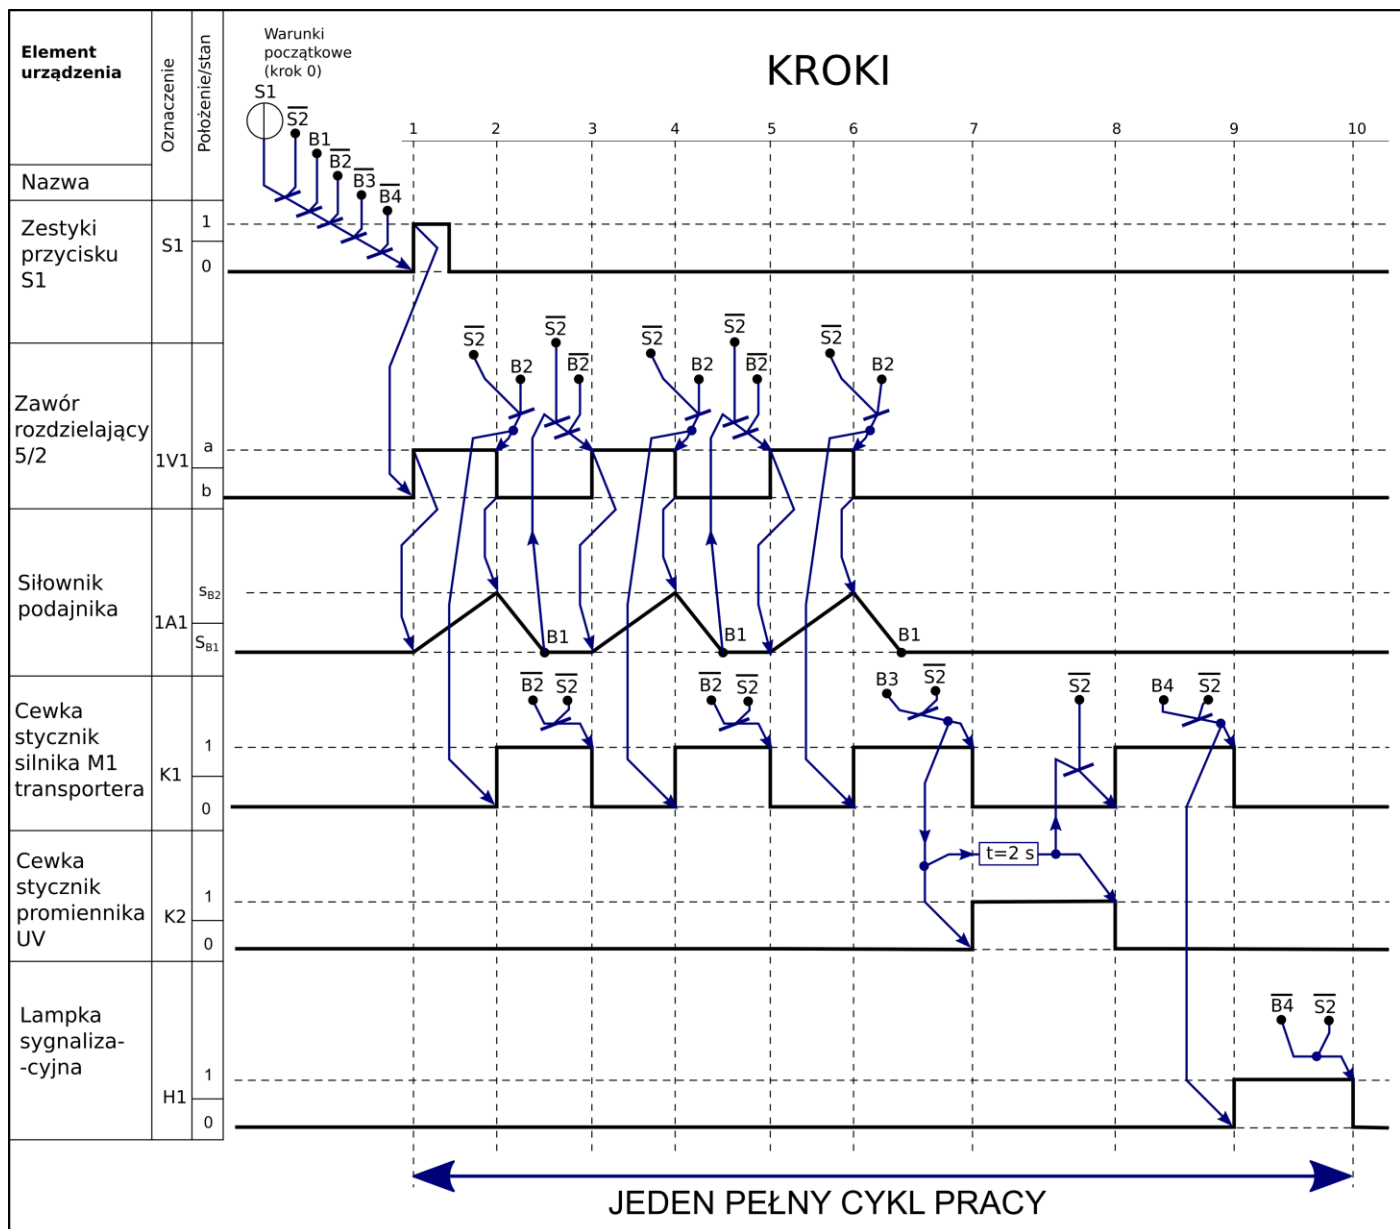 Element
urządzenia
Oznaczenie
Położenie/stan
Warunki
początkowe
(krok 0)
KROKI
S1
S2̅
B1
B2̅
B3̅
B4̅
1 2 3 4 5 6 7 8 9 10
Nazwa
Zestyki
przycisku
S1
S1
1
0
Zawór
rozdzielający
5/2
1V1
a
b
S2̅ B2 S2̅ B2̅ S2̅ B2 S2̅ B2̅ S2̅ B2
Siłownik
podajnika
1A1
sB2
SB1
B1 B1 B1
Cewka
stycznik
silnika M1
transportera
K1
1
0
B2̅ S2̅ B2̅ S2̅ B3 S2̅ S2̅ B4 S2̅
Cewka
stycznik
promiennika
UV
K2
1
0
t=2 s
Lampka
sygnaliza-
-cyjna
H1
1
0
B4̅ S2̅
JEDEN PEŁNY CYKL PRACY